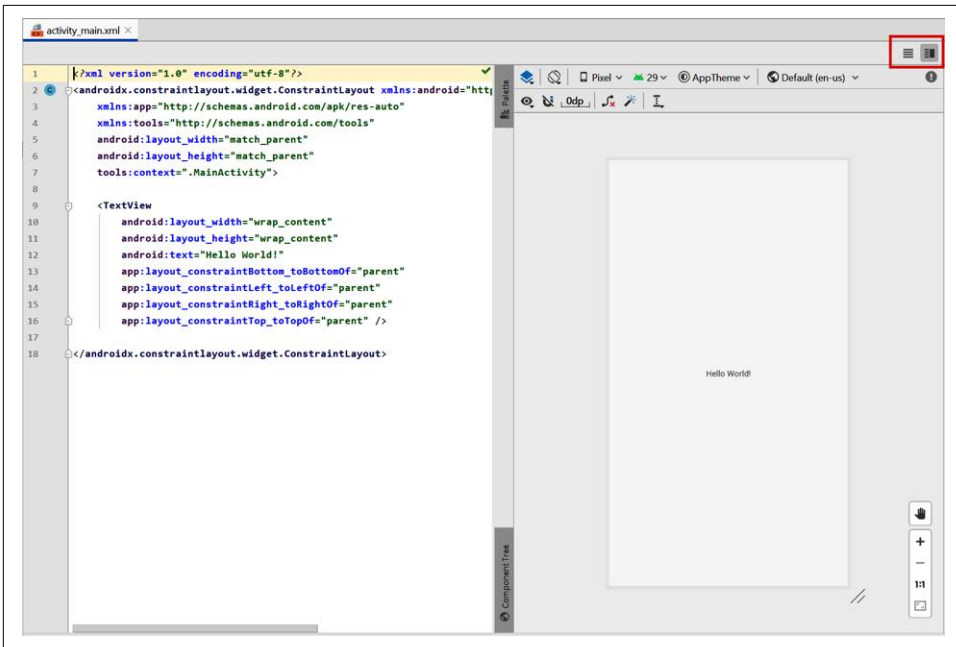 activity_main.xml
1 <?xml version="1.0" encoding="utf-8"?>
2 <androidx.constraintlayout.widget.ConstraintLayout xmlns:android="htt
3 xmlns:app="http://schemas.android.com/apk/res-auto"
4 xmlns:tools="http://schemas.android.com/tools"
5 android:layout_width="match_parent"
6 android:layout_height="match_parent"
7 tools:context=".MainActivity">
8
9 <TextView
10 android:layout_width="wrap_content"
11 android:layout_height="wrap_content"
12 android:text="Hello World!"
13 app:layout_constraintBottom_toBottomOf="parent"
14 app:layout_constraintLeft_toLeftOf="parent"
15 app:layout_constraintRight_toRightOf="parent"
16 app:layout_constraintTop_toTopOf="parent" />
17
18 </androidx.constraintlayout.widget.ConstraintLayout>
Palette
Component Tree
Pixel 29 AppTheme Default (en-us)
0dp
Hello World!
1:1